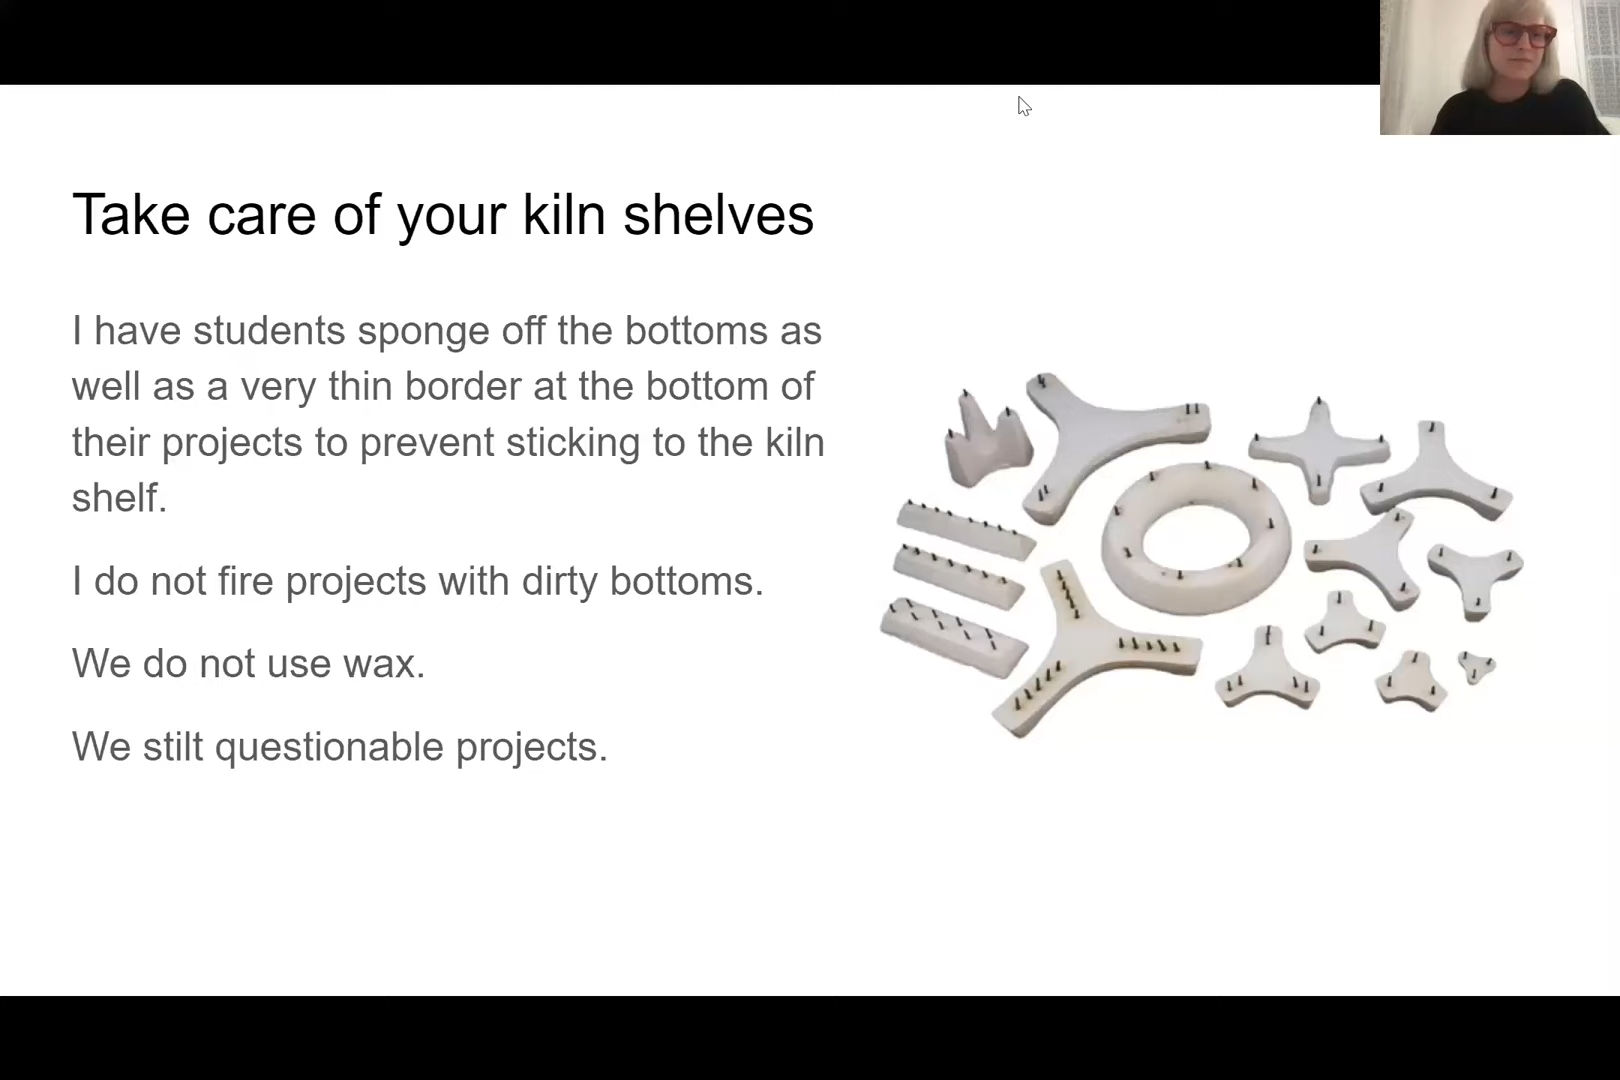 Take care of your kiln shelves
I have students sponge off the bottoms as
well as a very thin border at the bottom of
their projects to prevent sticking to the kiln
shelf.
I do not fire projects with dirty bottoms.
We do not use wax.
We stilt questionable projects.